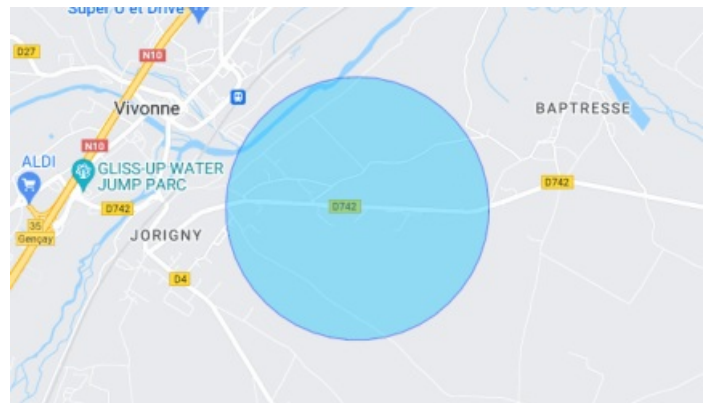 Super U et Drive
D27
N10
Vivonne
BAPTRESSE
N10
ALDI
GLISS-UP WATER
JUMP PARC
D742
D742
D742
35
Gençay
JORIGNY
D4